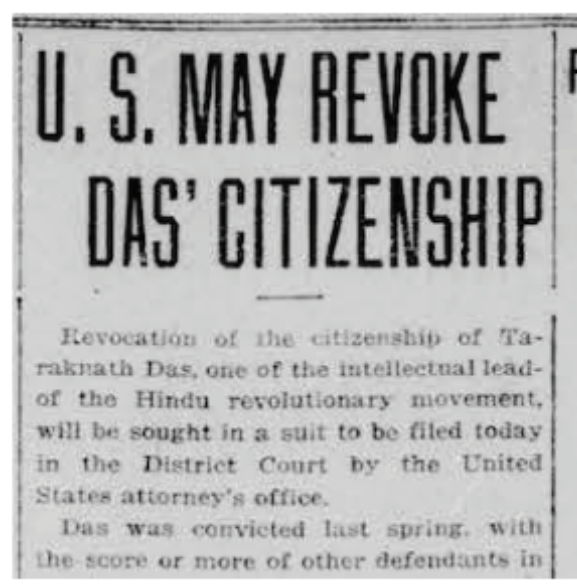 U. S. MAY REVOKE
DAS' CITIZENSHIP
Revocation of the citizenship of Ta-
raknath Das, one of the intellectual lead-
of the Hindu revolutionary movement,
will be sought in a suit to be filed today
in the District Court by the United
States attorney's office.
Das was convicted last spring, with
the score or more of other defendants in